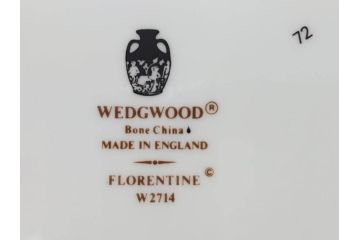 72
WEDGWOOD®
Bone China
MADE IN ENGLAND
FLORENTINE ©
W2714